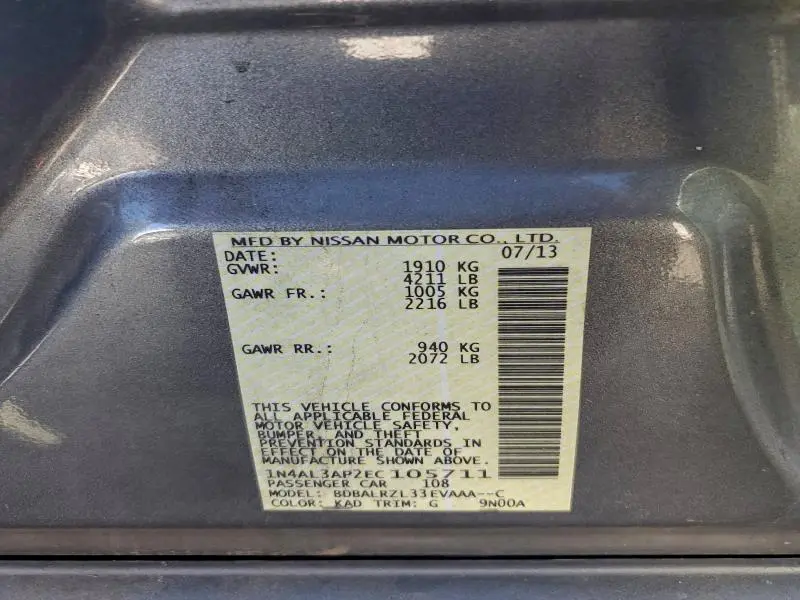 MFD BY NISSAN MOTOR CO., LTD.
DATE: 07/13
GVWR: 1910 KG
4211 LB
GAWR FR.: 1005 KG
2216 LB
GAWR RR.: 940 KG
2072 LB
THIS VEHICLE CONFORMS TO
ALL APPLICABLE FEDERAL
MOTOR VEHICLE SAFETY,
BUMPER, AND THEFT
PREVENTION STANDARDS IN
EFFECT ON THE DATE OF
MANUFACTURE SHOWN ABOVE.
1N4AL3AP2EC105711
PASSENGER CAR 108
MODEL: BDBALRZL33EVAAA--C
COLOR: KAD TRIM: G 9N00A